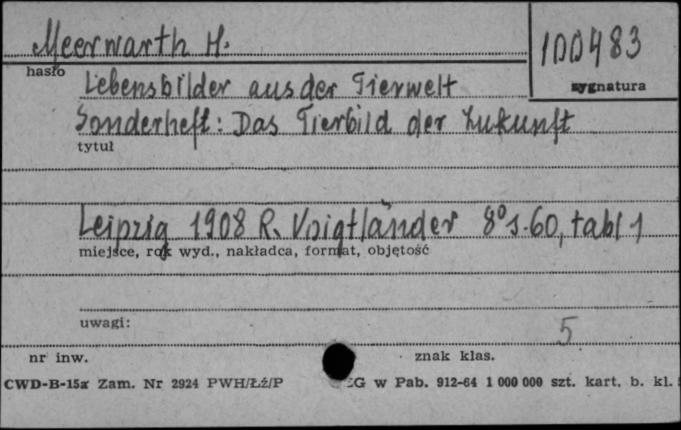 Meerwarth H.
100483
hasło
sygnatura
Lebensbilder aus der Tierwelt
Sonderheft: Das Tierbild der Zukunft
tytuł
Leipzig 1908 R. Voigtländer 8° s. 60, tabl 1
miejsce, rok wyd., nakładca, format, objętość
uwagi:
5
nr inw.
znak klas.
CWD-B-15a Zam. Nr 2924 PWH/Łź/P
w Pab. 912-64 1 000 000 szt. kart. b. kl.